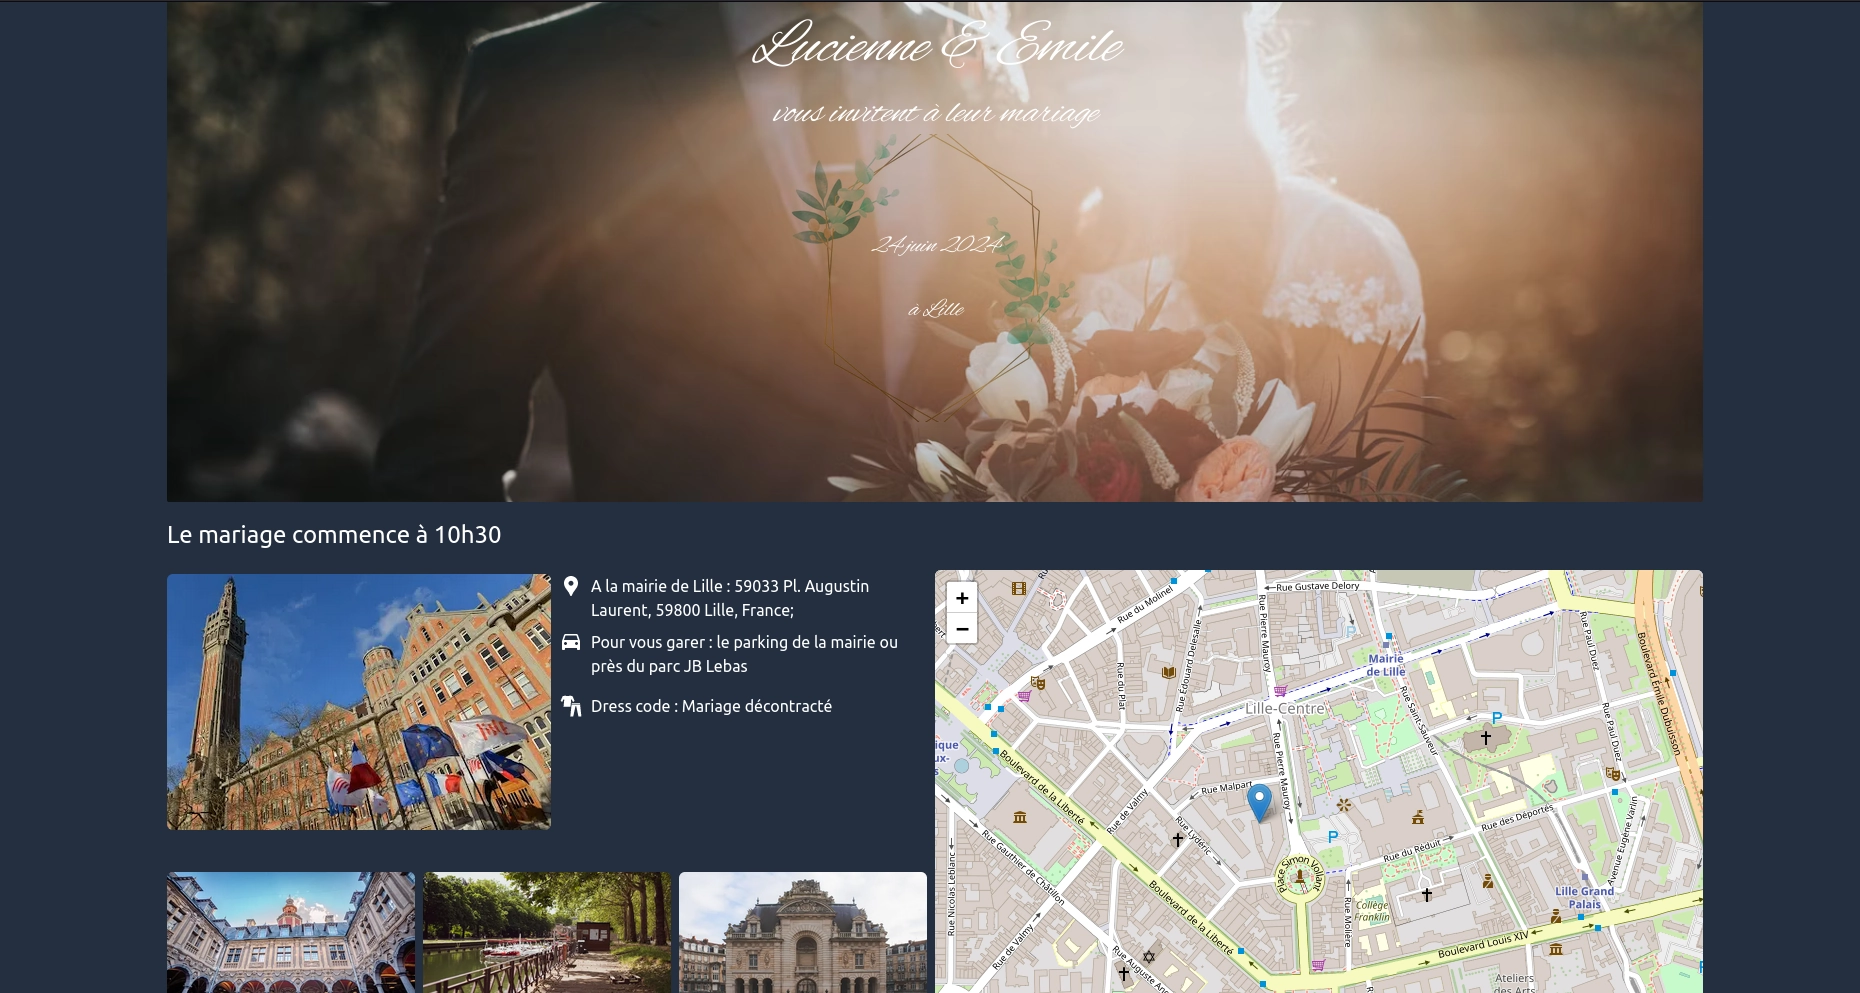 Lucienne & Emile
vous invitent à leur mariage
24 juin 2024
à Lille
Le mariage commence à 10h30
A la mairie de Lille : 59033 Pl. Augustin
Laurent, 59800 Lille, France;
Pour vous garer : le parking de la mairie ou
près du parc JB Lebas
Dress code : Mariage décontracté
+
−
Rue Gustave Delory
Rue du Molinet
Rue Pierre Mauroy
Rue Édouard Delesalle
Rue du Plat
Mairie
de Lille
Rue Paul Duez
Boulevard Émile Dubuisson
Lille-Centre
Rue Saint-Sauveur
P
Rue Paul Duez
ique
ux-
s
Boulevard de la Liberté
Rue de Valmy
Rue Malpart
Rue Pierre Mauroy
Rue Lydéric
P
Rue des Déportés
Avenue Eugène Varlin
Rue du Réduit
Place Simon Vollant
Rue Nicolas Leblanc
Rue Gauthier de Châtillon
Boulevard de la Liberté
Rue de Valmy
Rue Molière
Collège
Franklin
Lille Grand
Palais
Boulevard Louis XIV
Ateliers
des Arts